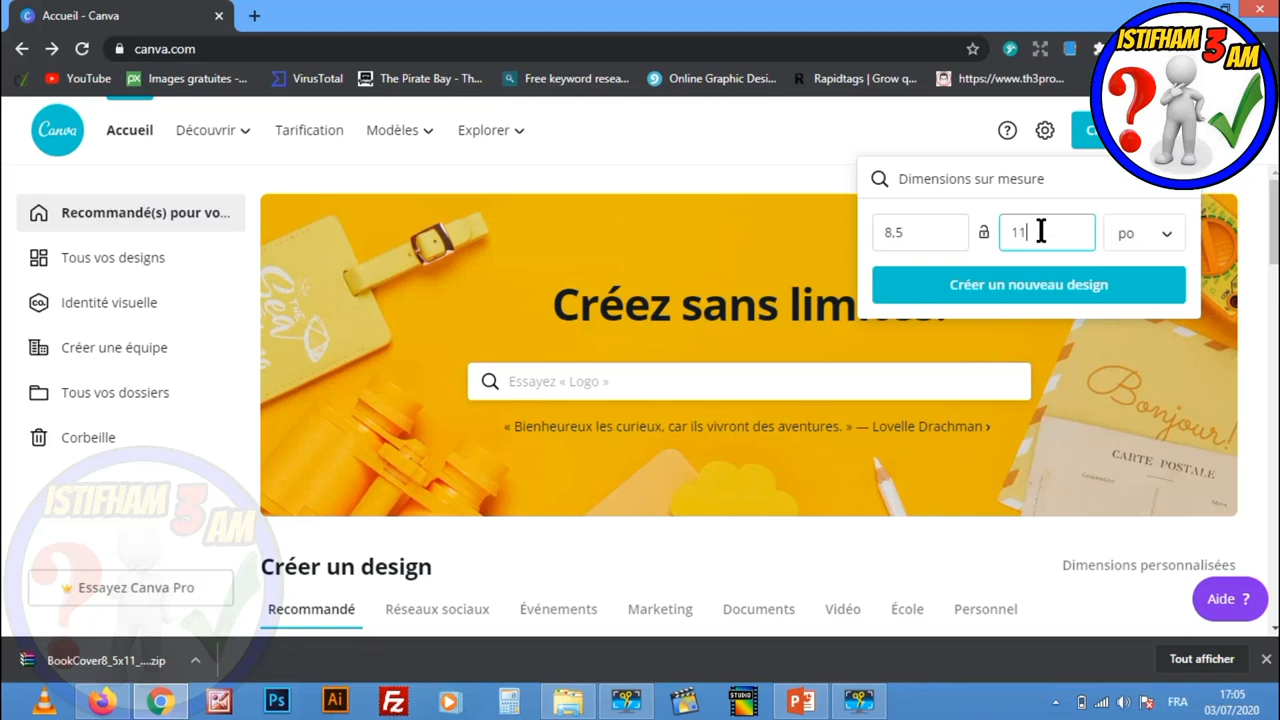 Accueil - Canva
canva.com
YouTube
Images gratuites -...
VirusTotal
The Pirate Bay - Th...
Free keyword resea...
Online Graphic Desi...
Rapidtags | Grow q...
https://www.th3pro...
ISTIFHAM 3 AM
Canva
Accueil
Découvrir
Tarification
Modèles
Explorer
Dimensions sur mesure
8,5
11
po
Créer un nouveau design
Recommandé(s) pour vo...
Tous vos designs
Identité visuelle
Créer une équipe
Tous vos dossiers
Corbeille
Créez sans
Essayez « Logo »
« Bienheureux les curieux, car ils vivront des aventures. » — Lovelle Drachman ›
Bonjour!
CARTE POSTALE
ISTIFHAM 3 AM
Essayez Canva Pro
Créer un design
Dimensions personnalisées
Recommandé
Réseaux sociaux
Événements
Marketing
Documents
Vidéo
École
Personnel
Aide ?
BookCover8_5x11_....zip
Tout afficher
Ps
Ai
Fz
STUDIO
FRA
17:05
03/07/2020